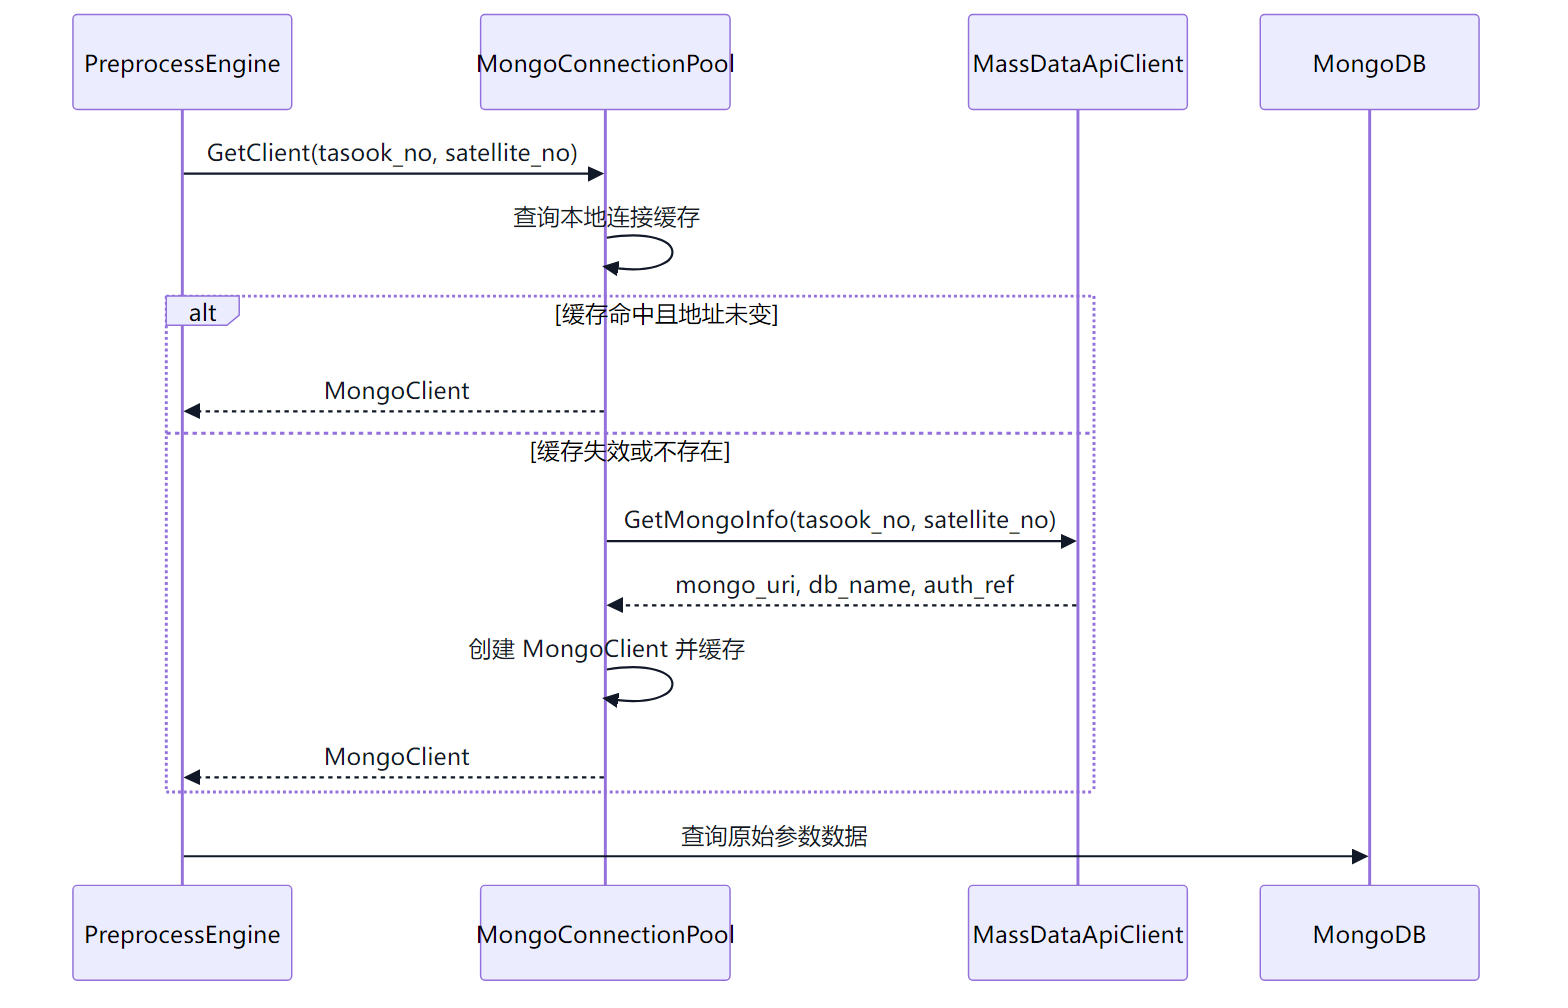 PreprocessEngine
MongoConnectionPool
MassDataApiClient
MongoDB
GetClient(tasook_no, satellite_no)
查询本地连接缓存
alt
[缓存命中且地址未变]
MongoClient
[缓存失效或不存在]
GetMongoInfo(tasook_no, satellite_no)
mongo_uri, db_name, auth_ref
创建 MongoClient 并缓存
MongoClient
查询原始参数数据
PreprocessEngine
MongoConnectionPool
MassDataApiClient
MongoDB